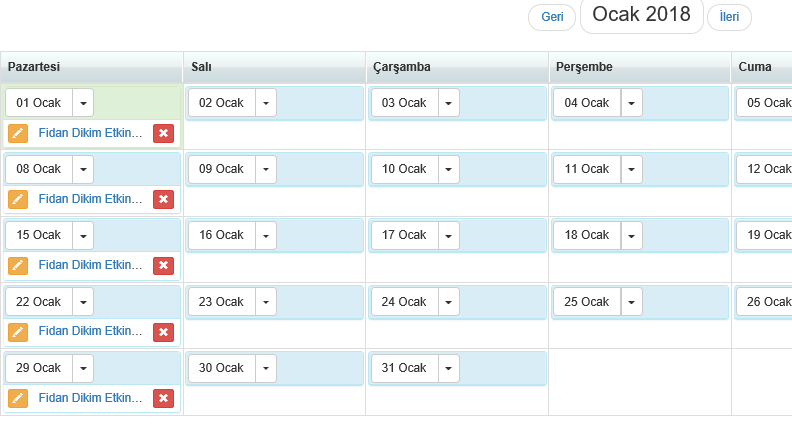 Geri Ocak 2018 İleri
Pazartesi Salı Çarşamba Perşembe Cuma
01 Ocak 02 Ocak 03 Ocak 04 Ocak 05 Ocak
Fidan Dikim Etkin...
08 Ocak 09 Ocak 10 Ocak 11 Ocak 12 Ocak
Fidan Dikim Etkin...
15 Ocak 16 Ocak 17 Ocak 18 Ocak 19 Ocak
Fidan Dikim Etkin...
22 Ocak 23 Ocak 24 Ocak 25 Ocak 26 Ocak
Fidan Dikim Etkin...
29 Ocak 30 Ocak 31 Ocak
Fidan Dikim Etkin...